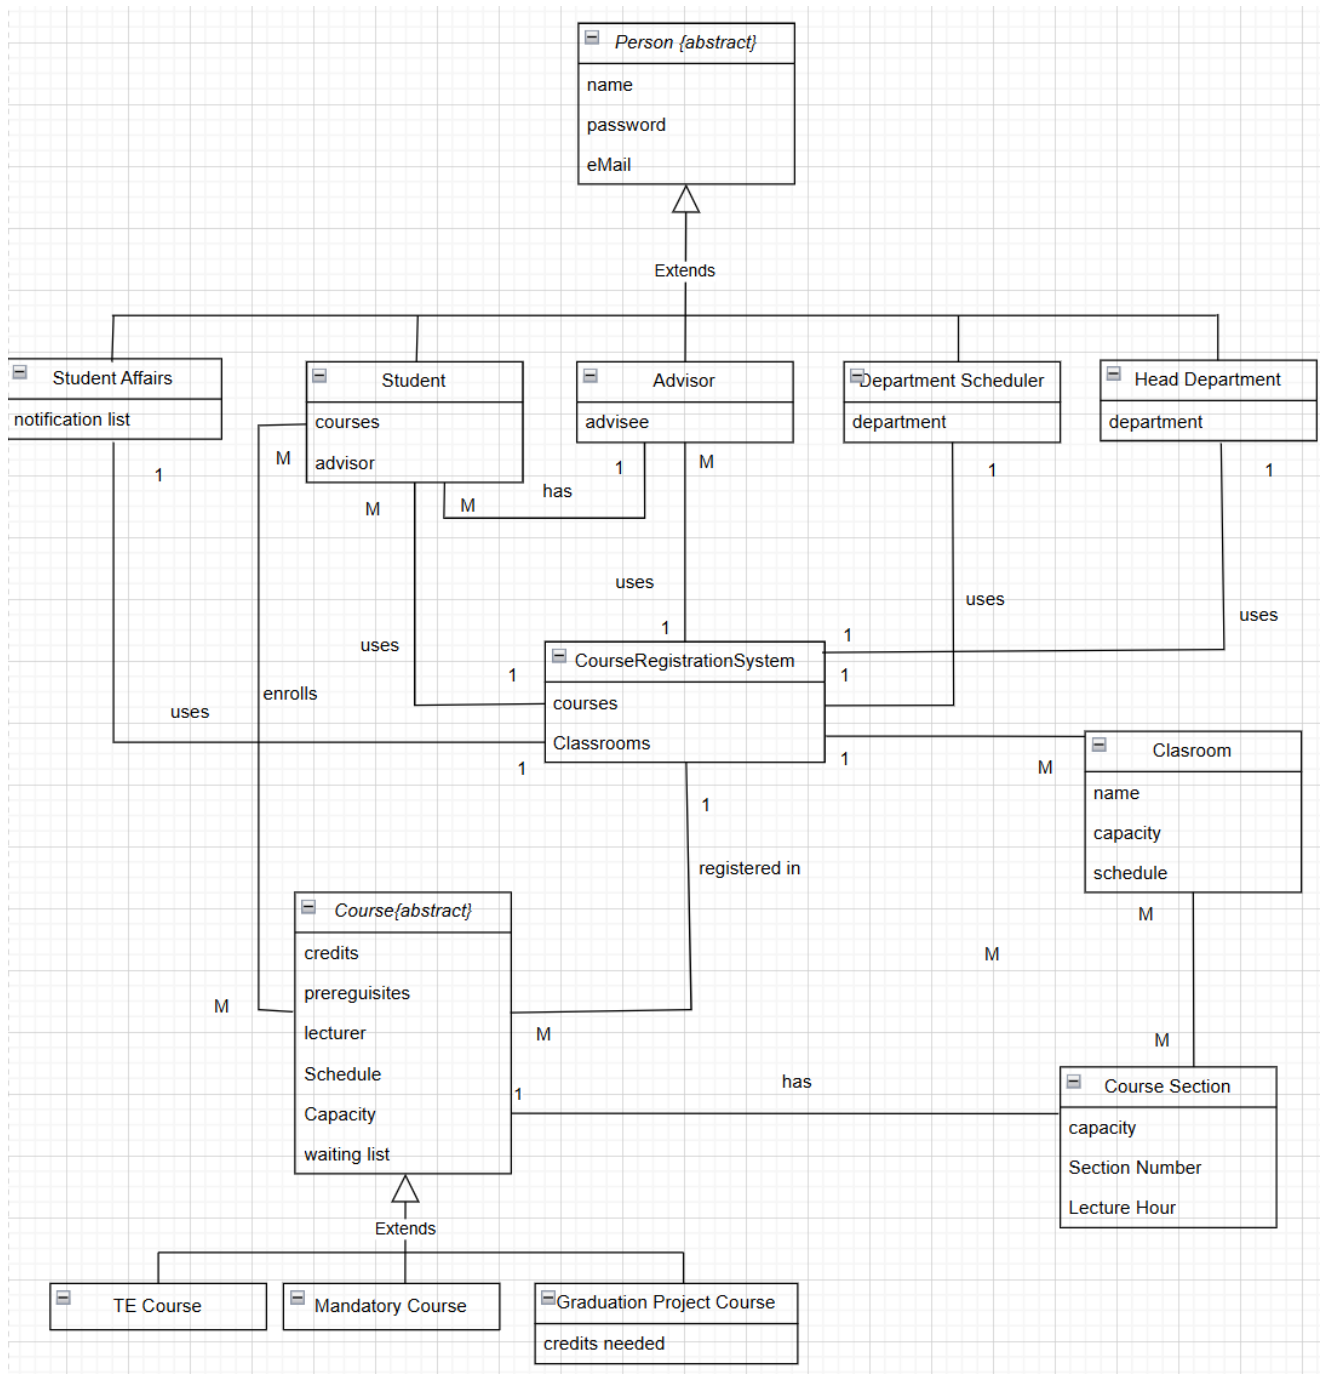 Person {abstract}
name
password
eMail
Extends
Student Affairs
notification list
1
Student
courses
advisor
M
M
M
has
Advisor
advisee
1
M
Department Scheduler
department
1
Head Department
department
1
uses
uses
uses
uses
uses
enrolls
1
1
1
1
1
1
CourseRegistrationSystem
courses
Classrooms
1
registered in
M
Clasroom
name
capacity
schedule
M
M
M
Course{abstract}
credits
prereguisites
lecturer
Schedule
Capacity
waiting list
M
M
1
has
Course Section
capacity
Section Number
Lecture Hour
Extends
TE Course
Mandatory Course
Graduation Project Course
credits needed